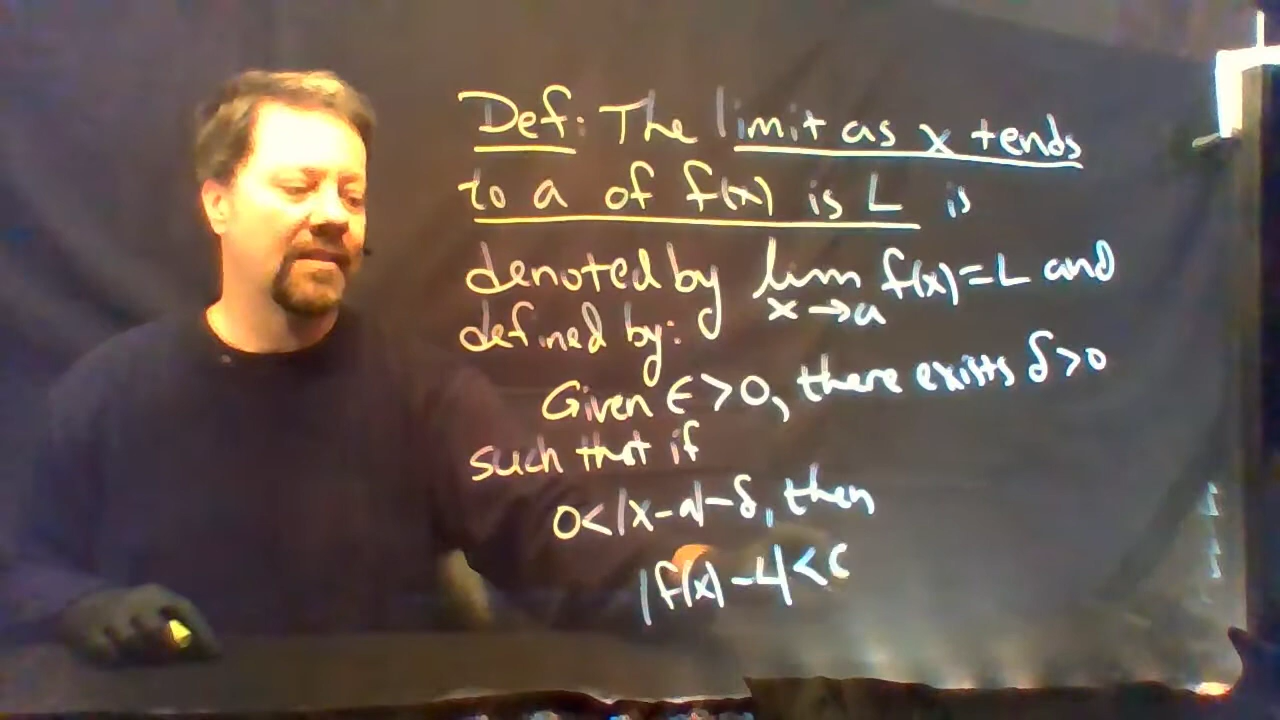 Def: The limit as x tends
to a of f(x) is L is
denoted by lim f(x)=L and
x→a
defined by:
Given ϵ>0, there exists δ>0
such that if
0<|x-a|-δ, then
|f(x)-L|<ϵ